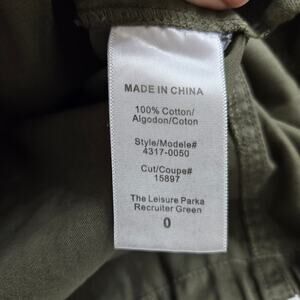 MADE IN CHINA
100% Cotton/
Algodon/Coton
Style/Modele#
4317-0050
Cut/Coupe#
15897
The Leisure Parka
Recruiter Green
0